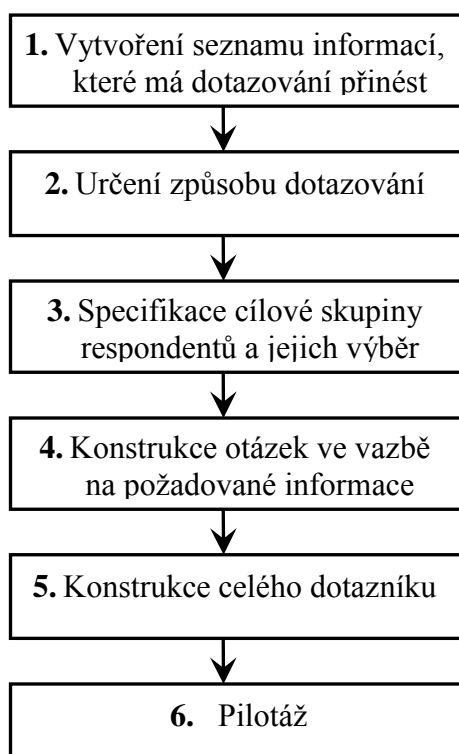 1. Vytvoření seznamu informací,
které má dotazování přinést
2. Určení způsobu dotazování
3. Specifikace cílové skupiny
respondentů a jejich výběr
4. Konstrukce otázek ve vazbě
na požadované informace
5. Konstrukce celého dotazníku
6. Pilotáž